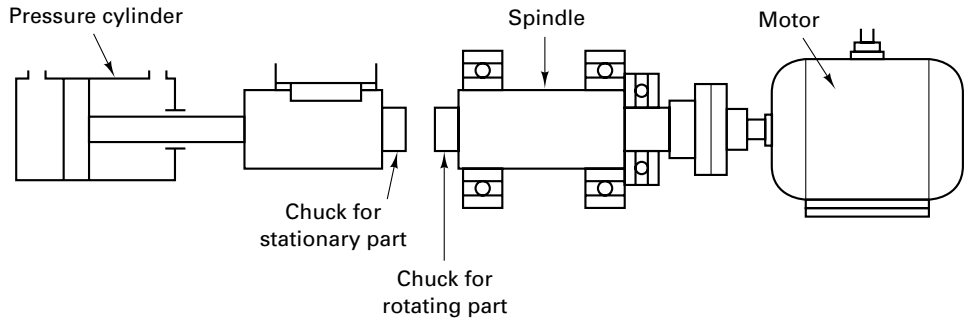 Pressure cylinder
Spindle
Motor
Chuck for
stationary part
Chuck for
rotating part